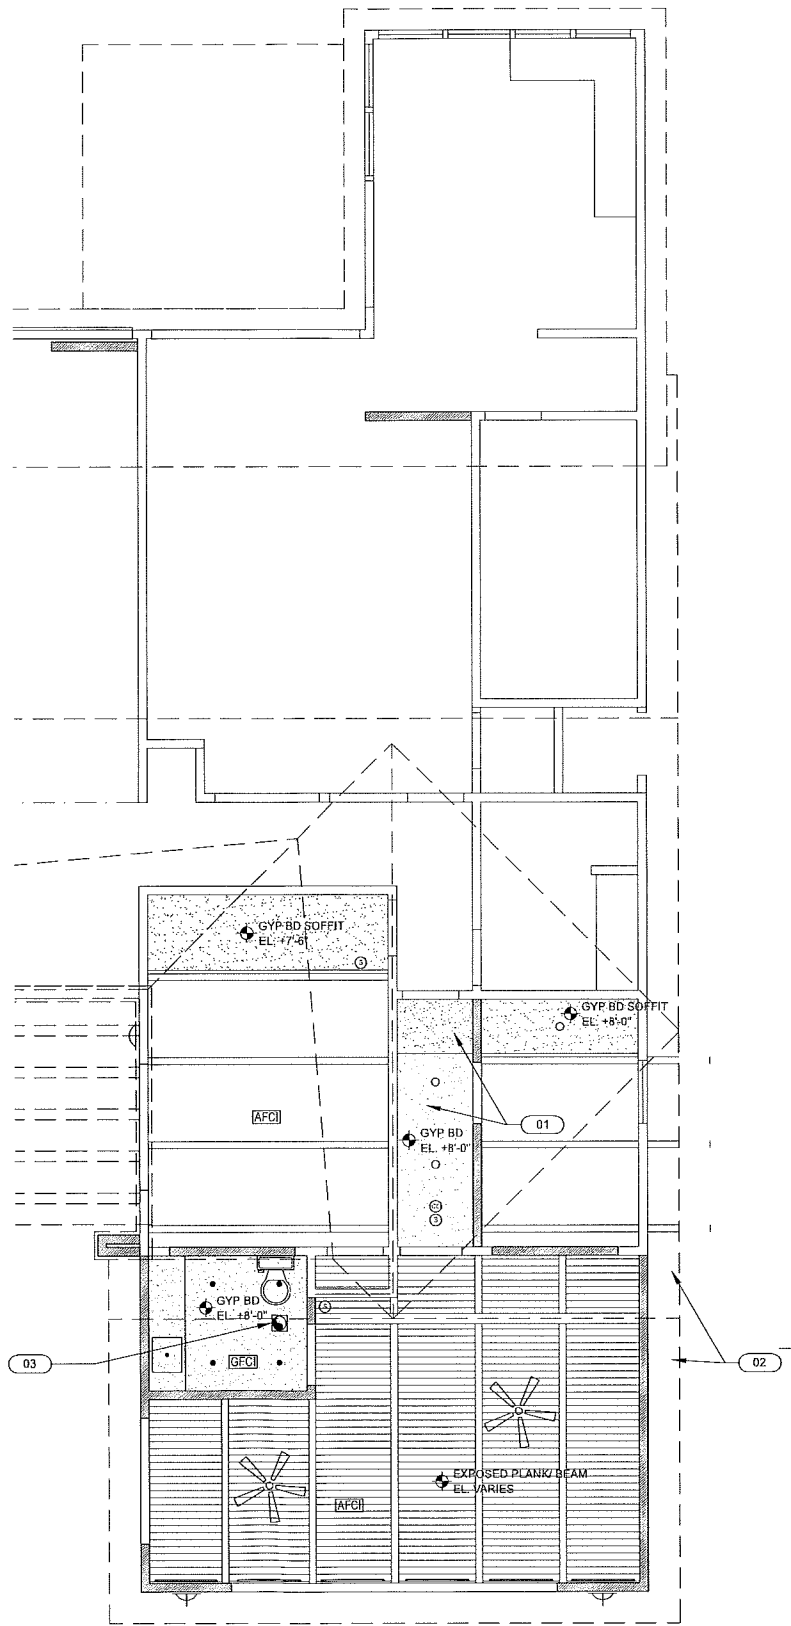 GYP BD SOFFIT
EL. +7'-6"
S
GYP BD SOFFIT
EL. +8'-0"
AFCI
01
GYP BD
EL. +8'-0"
S
GYP BD
EL. +8'-0"
S
03
GFCI
02
EXPOSED PLANK/ BEAM
EL. VARIES
AFCI